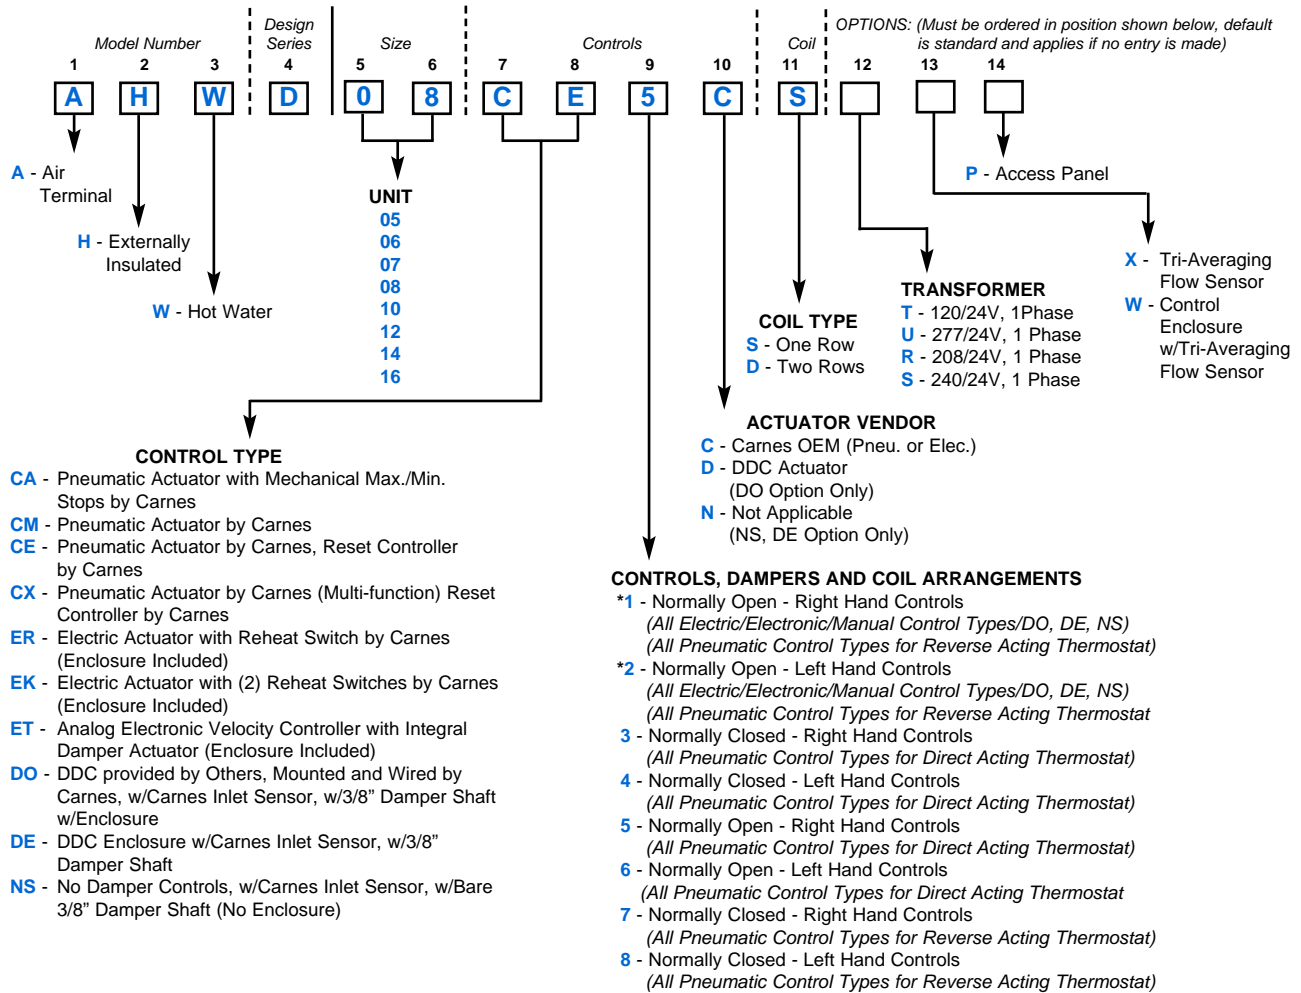 Model Number
Design
Series
Size
Controls
Coil
OPTIONS: (Must be ordered in position shown below, default
is standard and applies if no entry is made)
1 2 3 4 5 6 7 8 9 10 11 12 13 14
A H W D 0 8 C E 5 C S
A - Air
Terminal
H - Externally
Insulated
W - Hot Water
UNIT
05
06
07
08
10
12
14
16
P - Access Panel
X - Tri-Averaging
Flow Sensor
W - Control
Enclosure
w/Tri-Averaging
Flow Sensor
TRANSFORMER
T - 120/24V, 1Phase
U - 277/24V, 1 Phase
R - 208/24V, 1 Phase
S - 240/24V, 1 Phase
COIL TYPE
S - One Row
D - Two Rows
ACTUATOR VENDOR
C - Carnes OEM (Pneu. or Elec.)
D - DDC Actuator
(DO Option Only)
N - Not Applicable
(NS, DE Option Only)
CONTROL TYPE
CA - Pneumatic Actuator with Mechanical Max./Min.
Stops by Carnes
CM - Pneumatic Actuator by Carnes
CE - Pneumatic Actuator by Carnes, Reset Controller
by Carnes
CX - Pneumatic Actuator by Carnes (Multi-function) Reset
Controller by Carnes
ER - Electric Actuator with Reheat Switch by Carnes
(Enclosure Included)
EK - Electric Actuator with (2) Reheat Switches by Carnes
(Enclosure Included)
ET - Analog Electronic Velocity Controller with Integral
Damper Actuator (Enclosure Included)
DO - DDC provided by Others, Mounted and Wired by
Carnes, w/Carnes Inlet Sensor, w/3/8” Damper Shaft
w/Enclosure
DE - DDC Enclosure w/Carnes Inlet Sensor, w/3/8”
Damper Shaft
NS - No Damper Controls, w/Carnes Inlet Sensor, w/Bare
3/8” Damper Shaft (No Enclosure)
CONTROLS, DAMPERS AND COIL ARRANGEMENTS
*1 - Normally Open - Right Hand Controls
(All Electric/Electronic/Manual Control Types/DO, DE, NS)
(All Pneumatic Control Types for Reverse Acting Thermostat)
*2 - Normally Open - Left Hand Controls
(All Electric/Electronic/Manual Control Types/DO, DE, NS)
(All Pneumatic Control Types for Reverse Acting Thermostat
3 - Normally Closed - Right Hand Controls
(All Pneumatic Control Types for Direct Acting Thermostat)
4 - Normally Closed - Left Hand Controls
(All Pneumatic Control Types for Direct Acting Thermostat)
5 - Normally Open - Right Hand Controls
(All Pneumatic Control Types for Direct Acting Thermostat)
6 - Normally Open - Left Hand Controls
(All Pneumatic Control Types for Direct Acting Thermostat
7 - Normally Closed - Right Hand Controls
(All Pneumatic Control Types for Reverse Acting Thermostat)
8 - Normally Closed - Left Hand Controls
(All Pneumatic Control Types for Reverse Acting Thermostat)